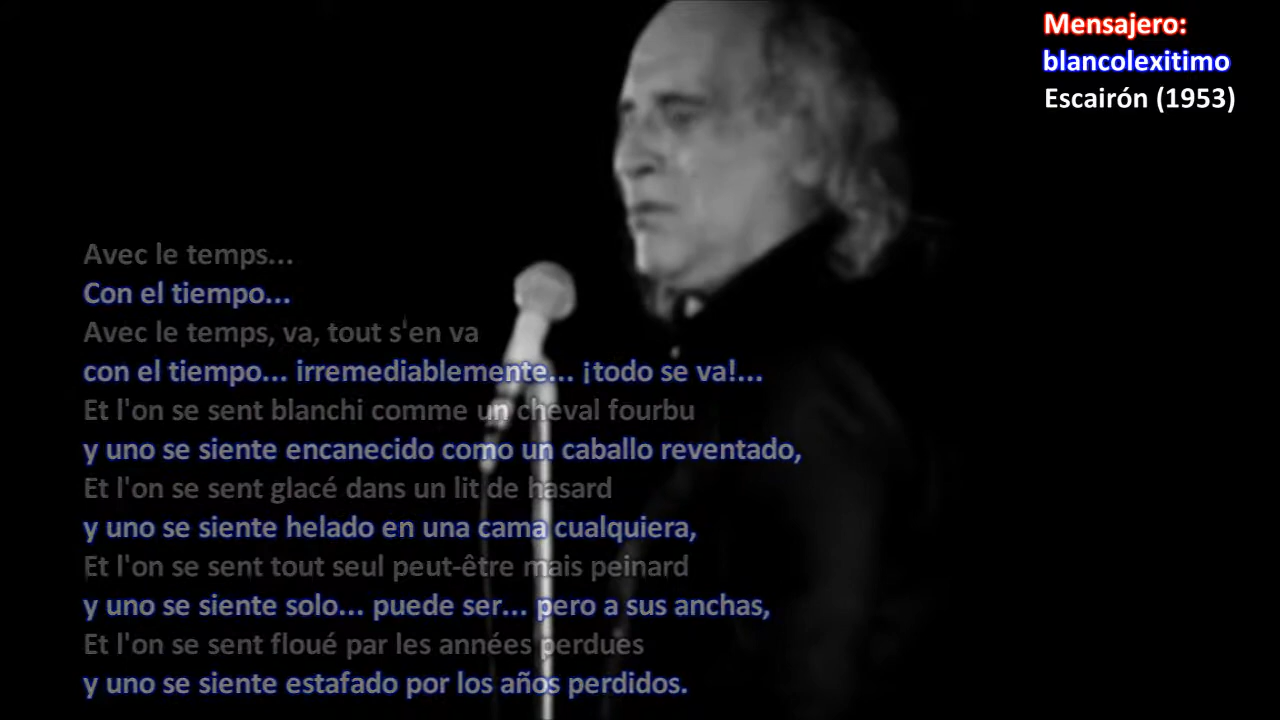 Mensajero:
blancolexitimo
Escairón (1953)
Avec le temps...
Con el tiempo...
Avec le temps, va, tout s'en va
con el tiempo... irremediablemente... ¡todo se va!...
Et l'on se sent blanchi comme un cheval fourbu
y uno se siente encanecido como un caballo reventado,
Et l'on se sent glacé dans un lit de hasard
y uno se siente helado en una cama cualquiera,
Et l'on se sent tout seul peut-être mais peinard
y uno se siente solo... puede ser... pero a sus anchas,
Et l'on se sent floué par les années perdues
y uno se siente estafado por los años perdidos.